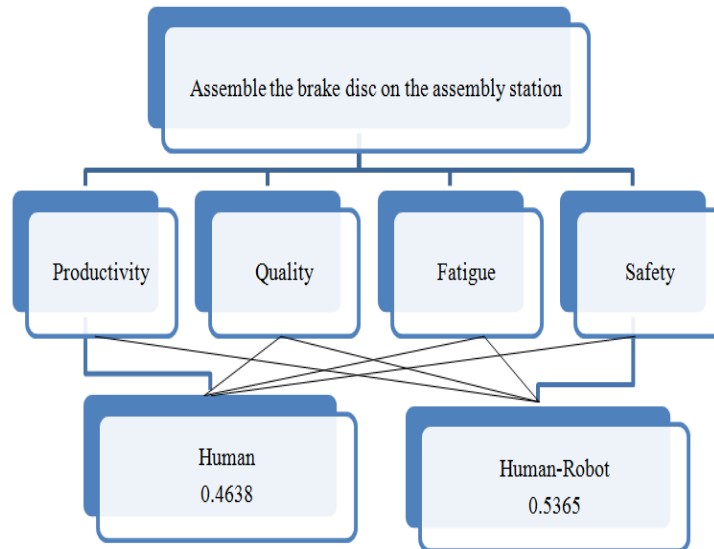 Assemble the brake disc on the assembly station
Productivity
Quality
Fatigue
Safety
Human
0.4638
Human-Robot
0.5365